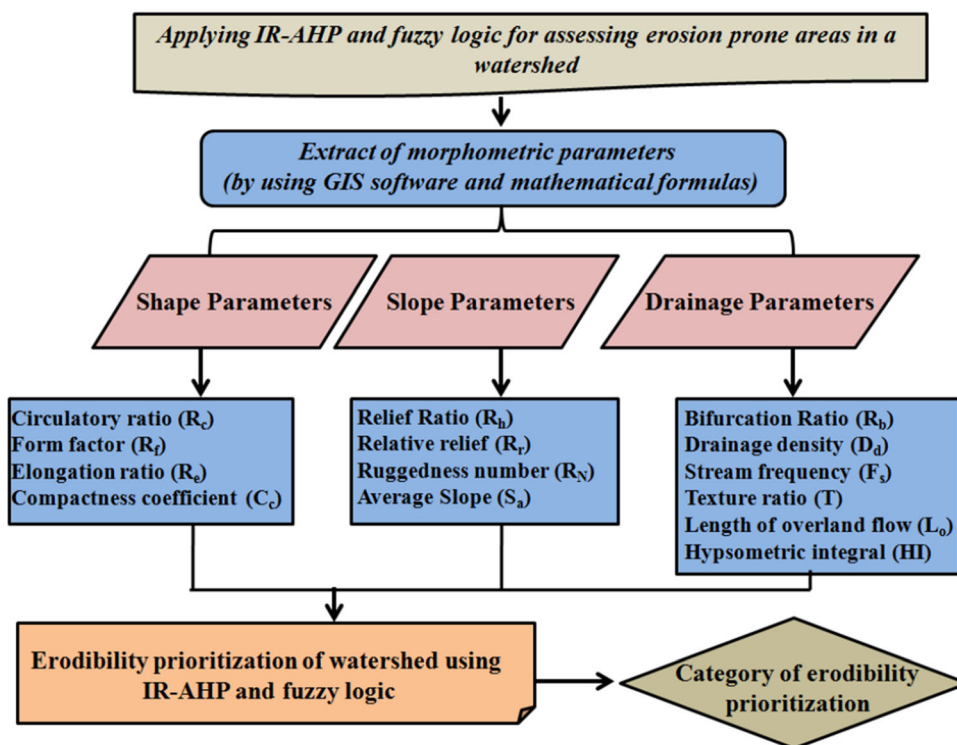 Applying IR-AHP and fuzzy logic for assessing erosion prone areas in a
watershed
Extract of morphometric parameters
(by using GIS software and mathematical formulas)
Shape Parameters
Slope Parameters
Drainage Parameters
Circulatory ratio (Rc)
Form factor (Rf)
Elongation ratio (Re)
Compactness coefficient (Cc)
Relief Ratio (Rh)
Relative relief (Rr)
Ruggedness number (RN)
Average Slope (Sa)
Bifurcation Ratio (Rb)
Drainage density (Dd)
Stream frequency (Fs)
Texture ratio (T)
Length of overland flow (Lo)
Hypsometric integral (HI)
Erodibility prioritization of watershed using
IR-AHP and fuzzy logic
Category of erodibility
prioritization